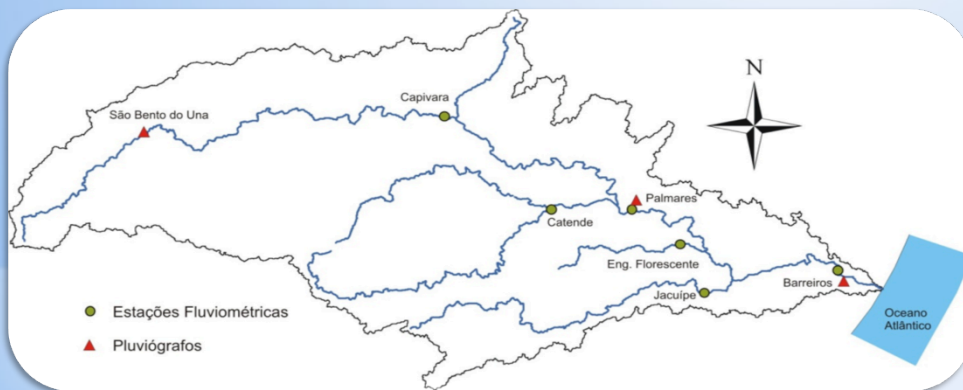 N
São Bento do Una
Capivara
Palmares
Catende
Eng. Florescente
Jacuípe
Barreiros
Oceano
Atlântico
Estações Fluviométricas
Pluviógrafos